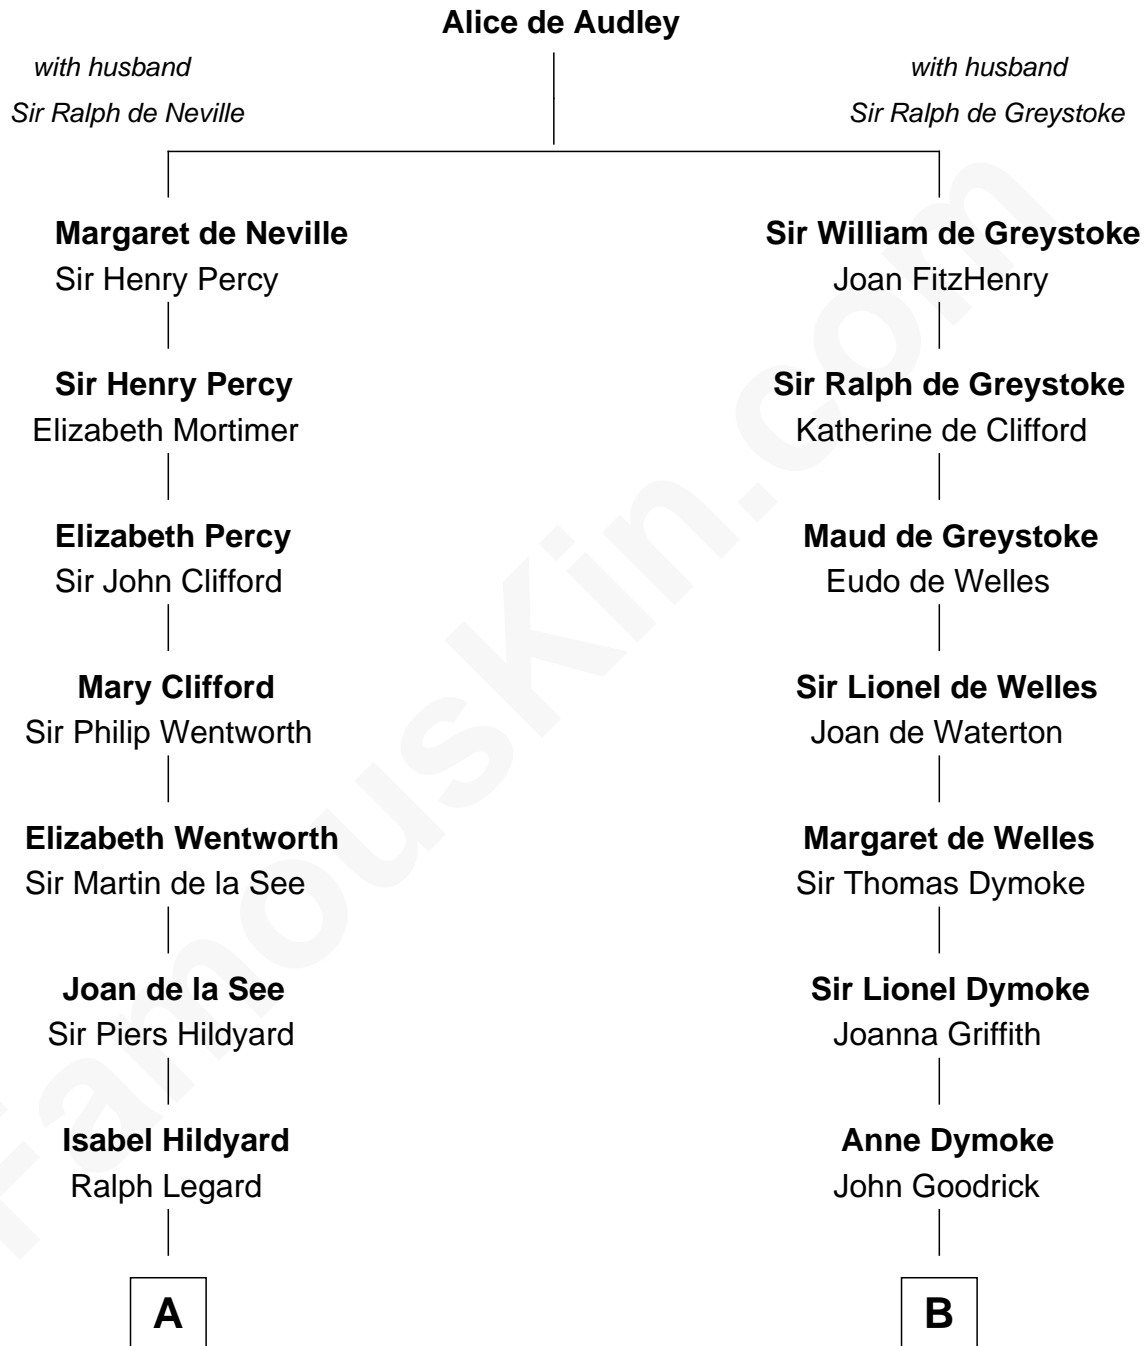 Alice de Audley
with husband
Sir Ralph de Neville
with husband
Sir Ralph de Greystoke
Margaret de Neville
Sir Henry Percy
Sir William de Greystoke
Joan FitzHenry
Sir Henry Percy
Elizabeth Mortimer
Sir Ralph de Greystoke
Katherine de Clifford
Elizabeth Percy
Sir John Clifford
Maud de Greystoke
Eudo de Welles
Mary Clifford
Sir Philip Wentworth
Sir Lionel de Welles
Joan de Waterton
Elizabeth Wentworth
Sir Martin de la See
Margaret de Welles
Sir Thomas Dymoke
Joan de la See
Sir Piers Hildyard
Sir Lionel Dymoke
Joanna Griffith
Isabel Hildyard
Ralph Legard
Anne Dymoke
John Goodrick
A
B
FamousKin.com